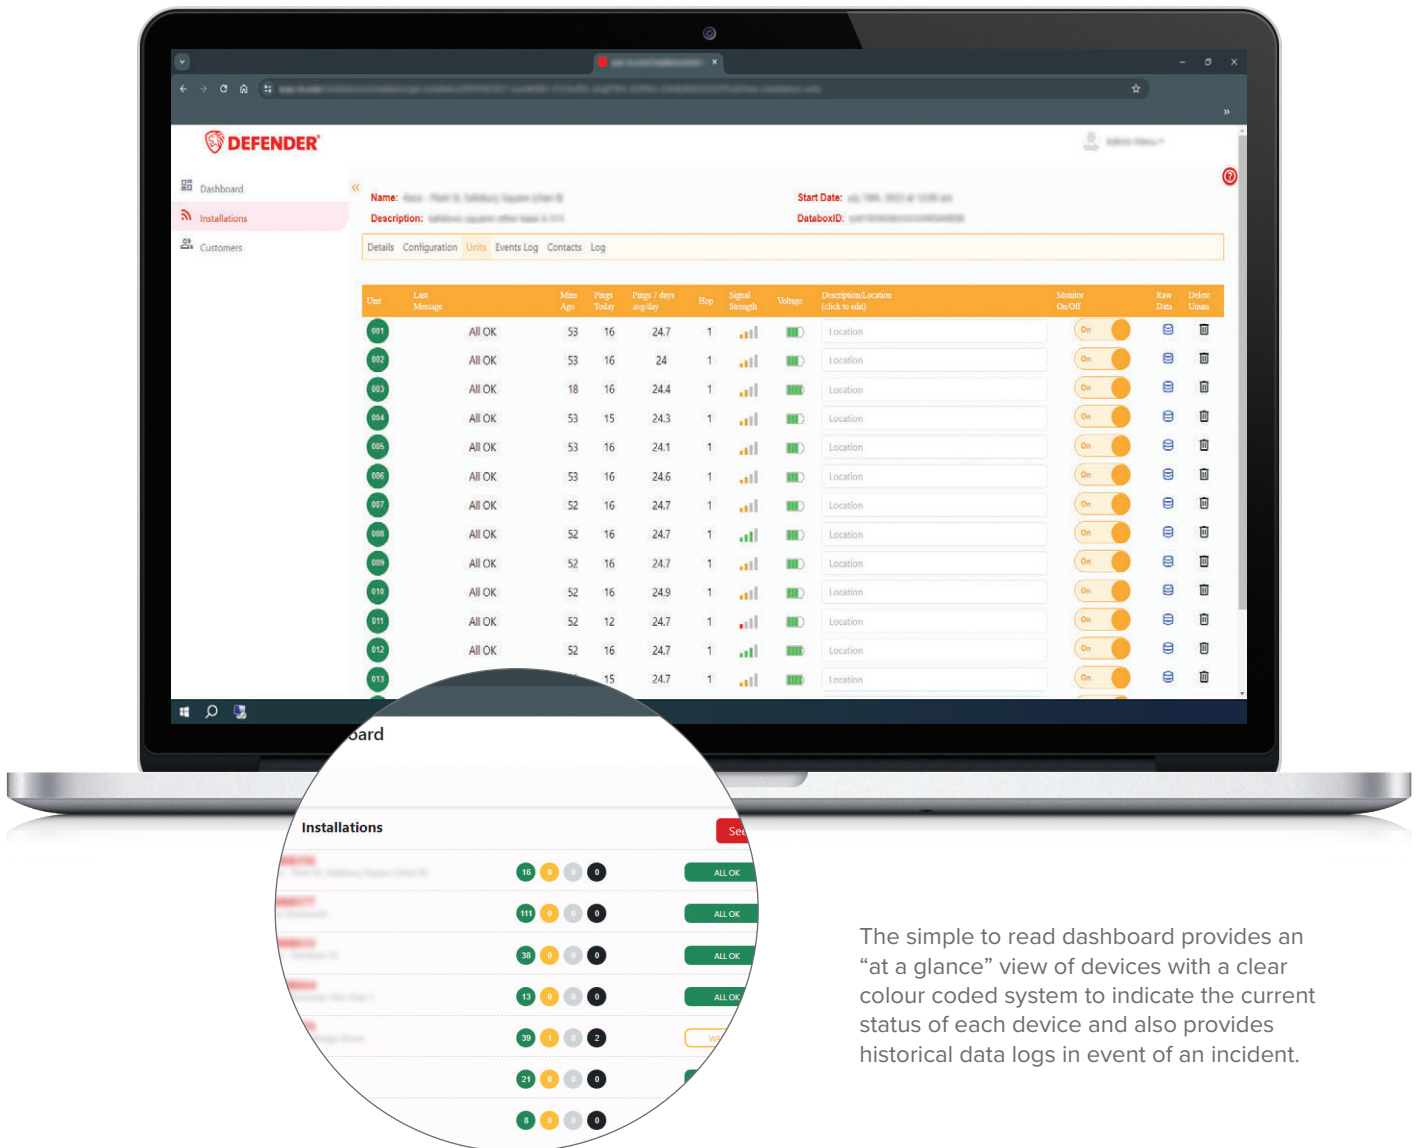 DEFENDER®
Dashboard
Installations
Customers
Name:
Start Date:
Description:
DataboxID:
Details Configuration Units Events Log Contacts Log
Unit Last Message Mins Ago Pings Today Pings 7 days avg/day Hop Signal Strength Voltage Description/Location (click to edit) Monitor On/Off Raw Data Delete
001 All OK 53 16 24.7 1 Location On
002 All OK 53 16 24 1 Location On
003 All OK 18 16 24.4 1 Location On
004 All OK 53 15 24.3 1 Location On
005 All OK 53 16 24.1 1 Location On
006 All OK 53 16 24.6 1 Location On
007 All OK 52 16 24.7 1 Location On
008 All OK 52 16 24.7 1 Location On
009 All OK 52 16 24.7 1 Location On
010 All OK 52 16 24.9 1 Location On
011 All OK 52 12 24.7 1 Location On
012 All OK 52 16 24.7 1 Location On
013 15 24.7 1 Location On
oard
Installations
See
16 0 0 0 ALL OK
111 0 0 0 ALL OK
38 0 0 0 ALL OK
13 0 0 0 ALL OK
39 1 0 2 WA
21 0 0 0
8 0 0 0
The simple to read dashboard provides an
“at a glance” view of devices with a clear
colour coded system to indicate the current
status of each device and also provides
historical data logs in event of an incident.